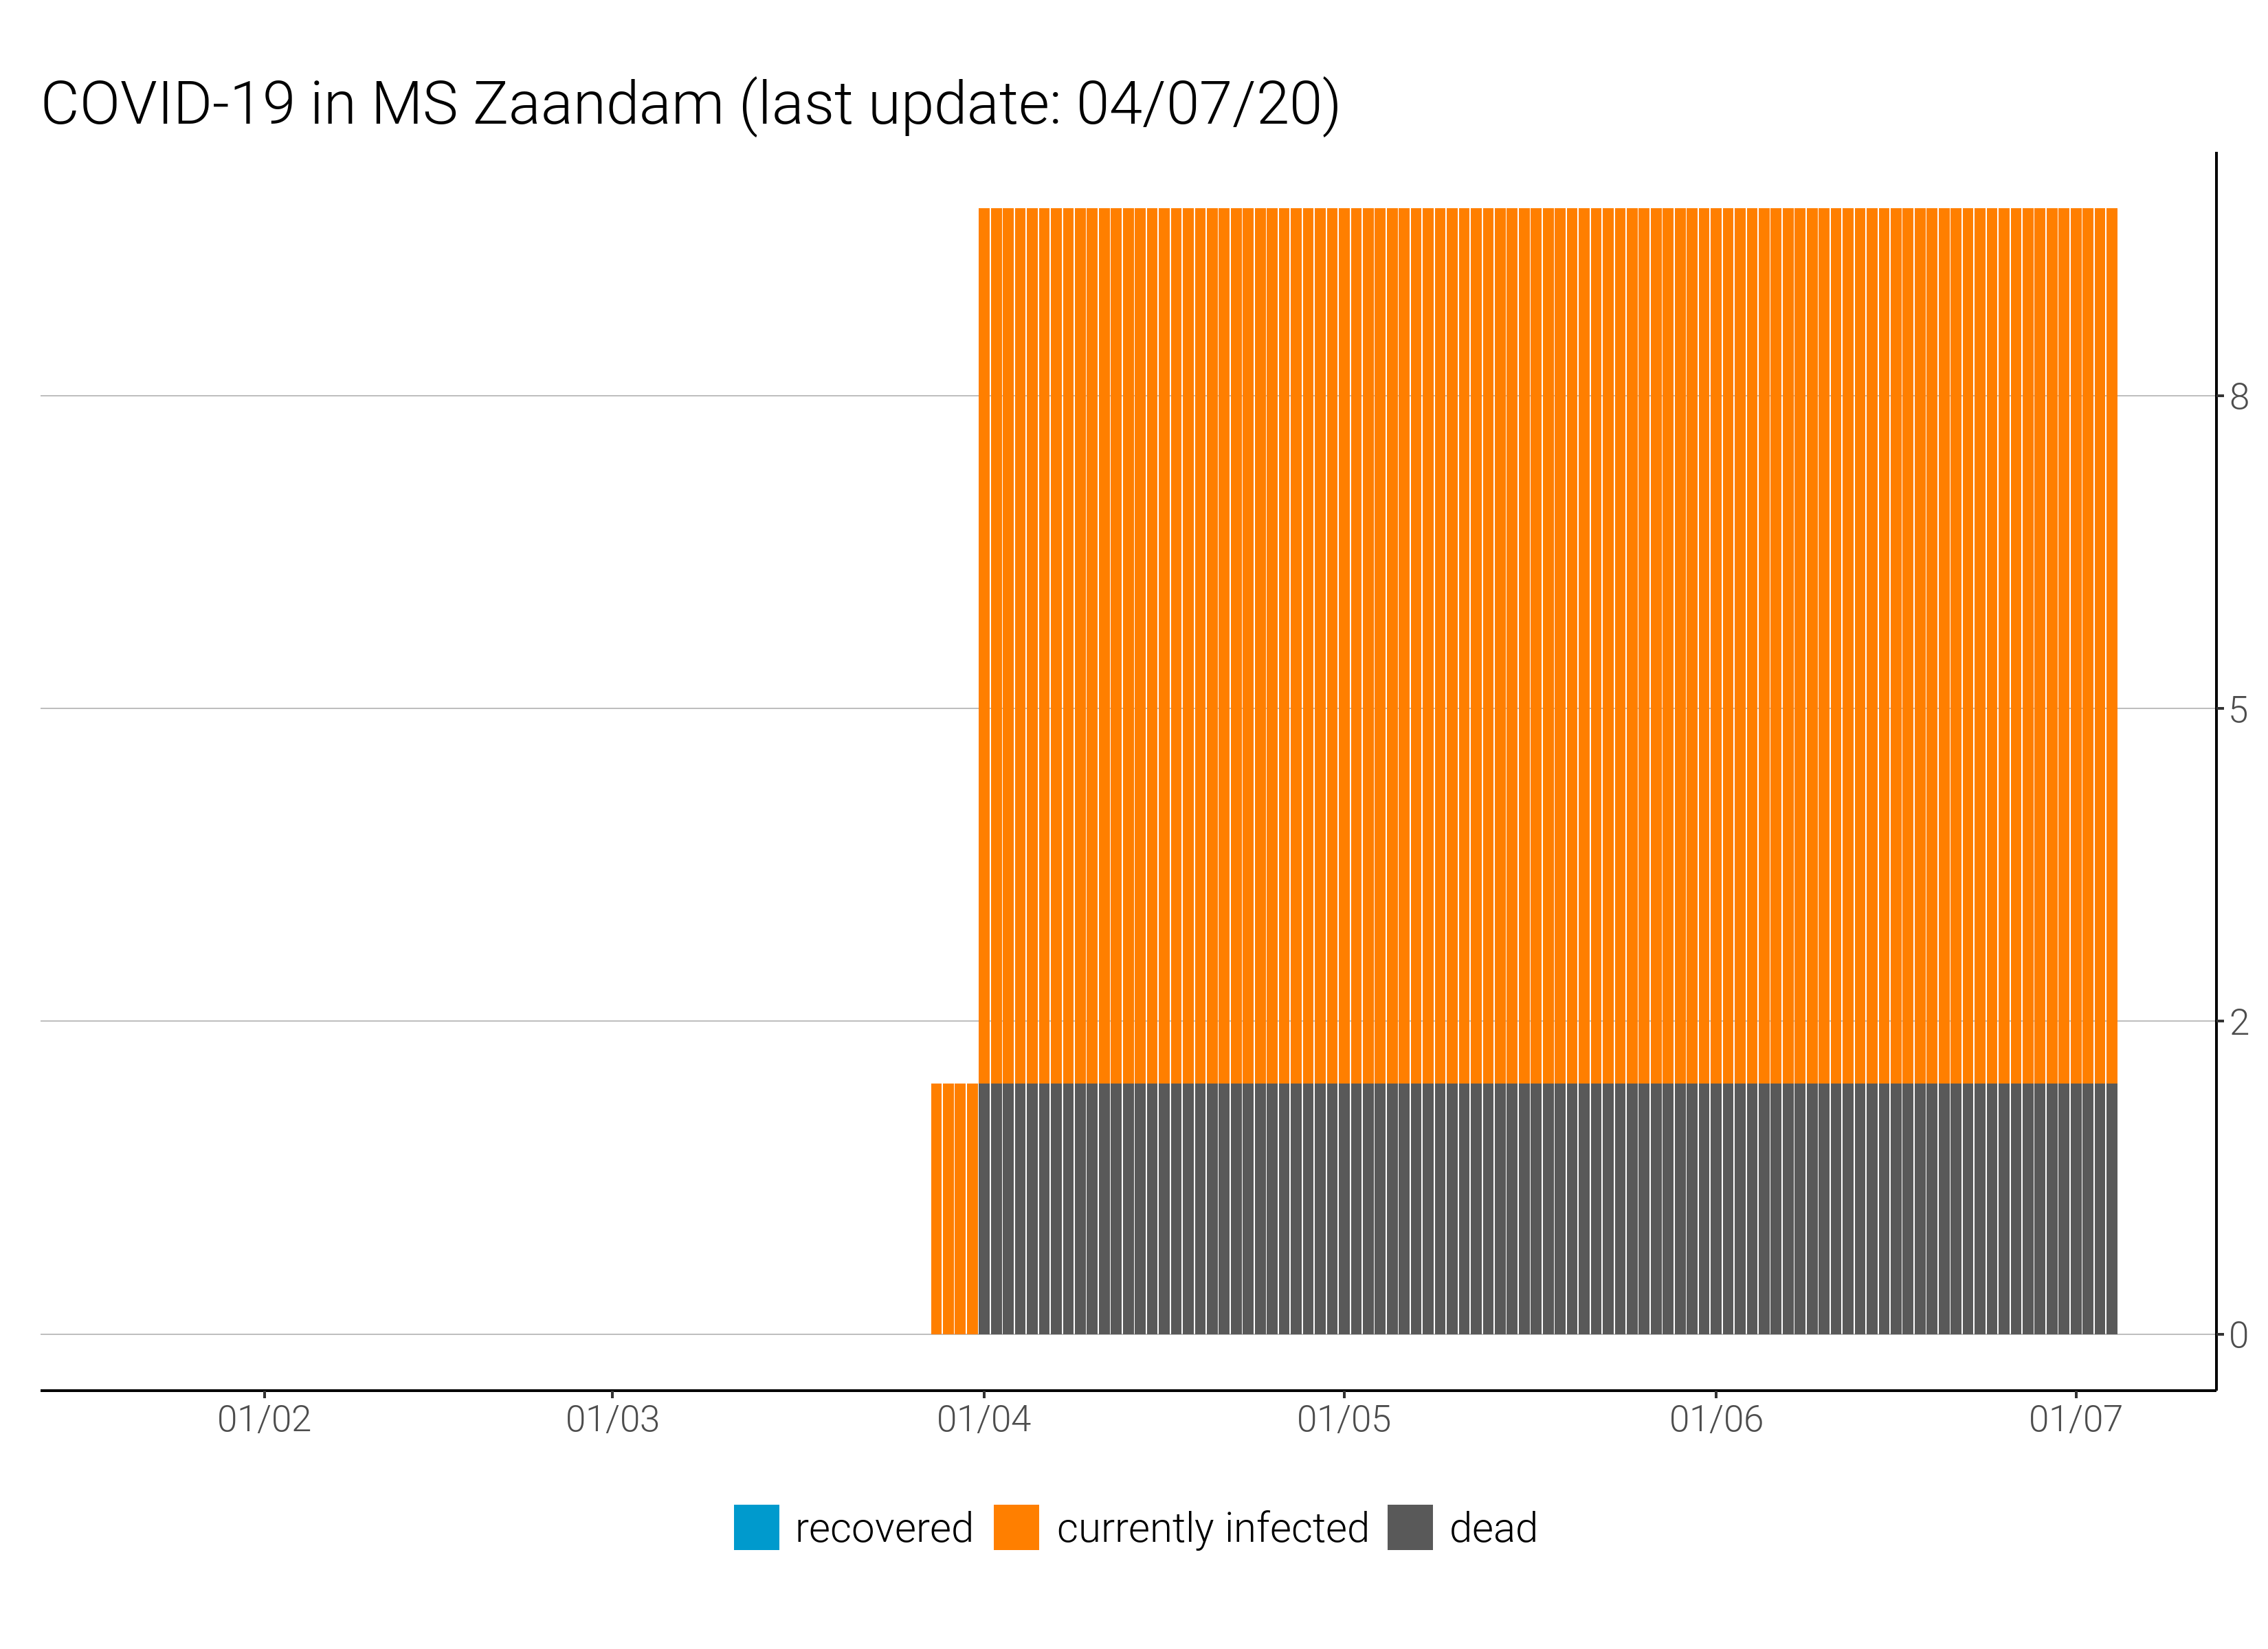 COVID-19 in MS Zaandam (last update: 04/07/20)
8
5
2
0
01/02 01/03 01/04 01/05 01/06 01/07
recovered currently infected dead